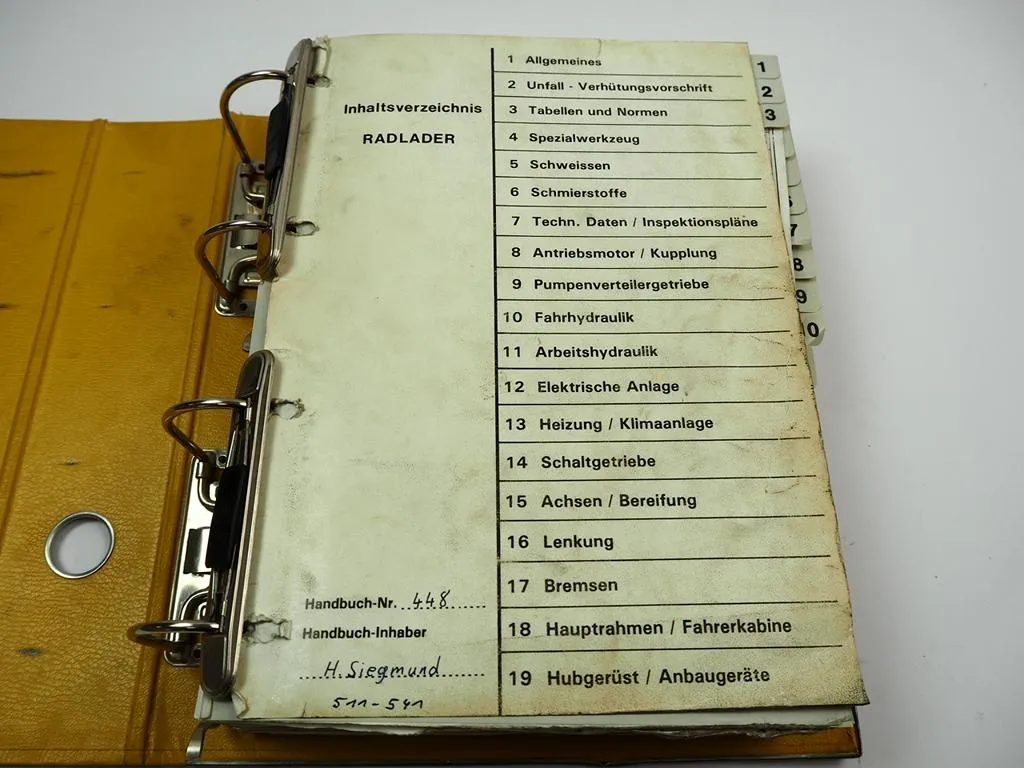 Inhaltsverzeichnis
RADLADER
1 Allgemeines
2 Unfall - Verhütungsvorschrift
3 Tabellen und Normen
4 Spezialwerkzeug
5 Schweissen
6 Schmierstoffe
7 Techn. Daten / Inspektionspläne
8 Antriebsmotor / Kupplung
9 Pumpenverteilergetriebe
10 Fahrhydraulik
11 Arbeitshydraulik
12 Elektrische Anlage
13 Heizung / Klimaanlage
14 Schaltgetriebe
15 Achsen / Bereifung
16 Lenkung
17 Bremsen
18 Hauptrahmen / Fahrerkabine
19 Hubgerüst / Anbaugeräte
Handbuch-Nr. 448
Handbuch-Inhaber
H. Siegmund
511-541
1
2
3
7
8
9
10